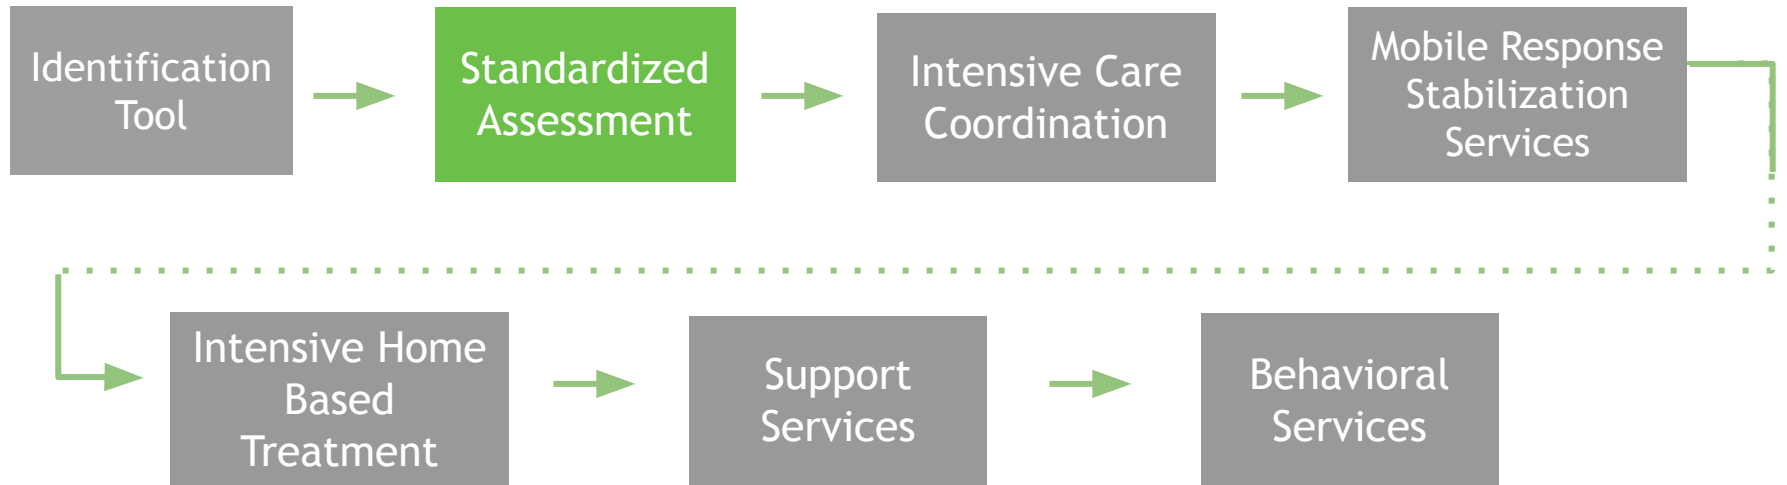 Identification
Tool
Standardized
Assessment
Intensive Care
Coordination
Mobile Response
Stabilization
Services
Intensive Home
Based
Treatment
Support
Services
Behavioral
Services